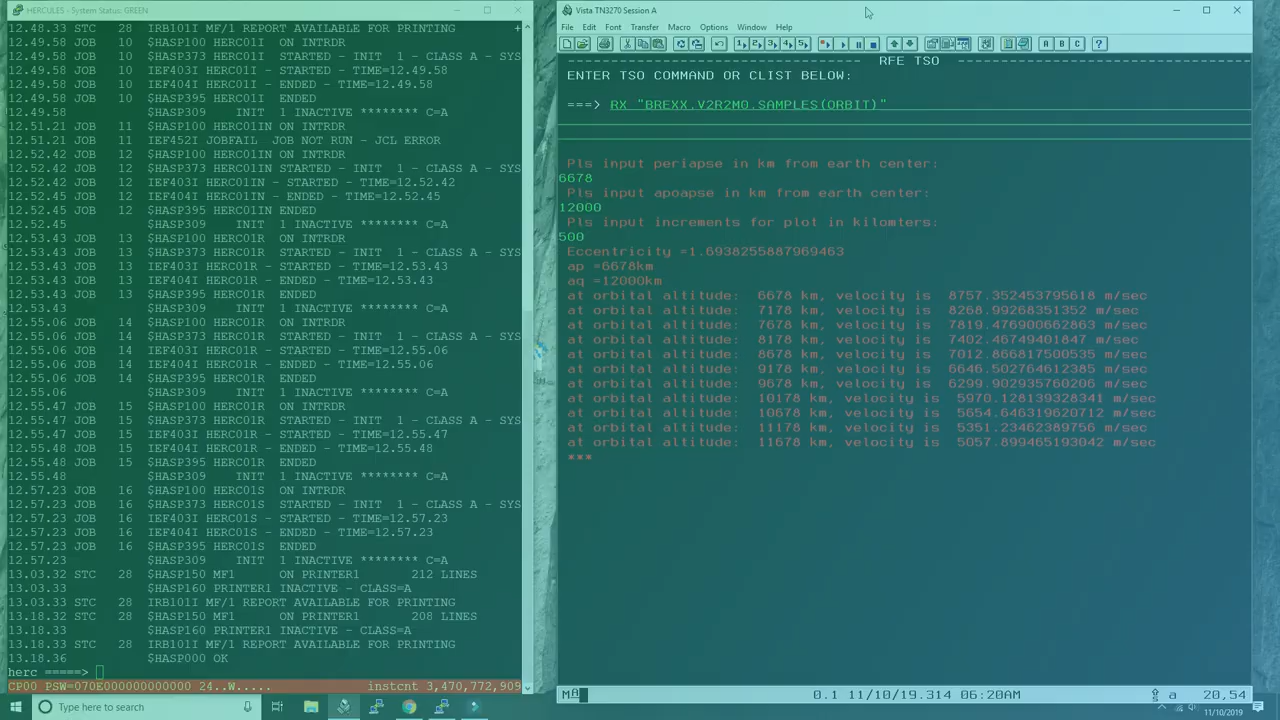 HERCULES - System Status: GREEN
12.48.33 STC 28 IRB101I MF/1 REPORT AVAILABLE FOR PRINTING +
12.49.58 JOB 10 $HASP100 HERC01I ON INTRDR
12.49.58 JOB 10 $HASP373 HERC01I STARTED - INIT 1 - CLASS A - SYS
12.49.58 JOB 10 IEF403I HERC01I - STARTED - TIME=12.49.58
12.49.58 JOB 10 IEF404I HERC01I - ENDED - TIME=12.49.58
12.49.58 JOB 10 $HASP395 HERC01I ENDED
12.49.58 $HASP309 INIT 1 INACTIVE ******** C=A
12.51.21 JOB 11 $HASP100 HERC01IN ON INTRDR
12.51.21 JOB 11 IEF452I JOBFAIL JOB NOT RUN - JCL ERROR
12.52.42 JOB 12 $HASP100 HERC01IN ON INTRDR
12.52.42 JOB 12 $HASP373 HERC01IN STARTED - INIT 1 - CLASS A - SYS
12.52.42 JOB 12 IEF403I HERC01IN - STARTED - TIME=12.52.42
12.52.45 JOB 12 IEF404I HERC01IN - ENDED - TIME=12.52.45
12.52.45 JOB 12 $HASP395 HERC01IN ENDED
12.52.45 $HASP309 INIT 1 INACTIVE ******** C=A
12.53.43 JOB 13 $HASP100 HERC01R ON INTRDR
12.53.43 JOB 13 $HASP373 HERC01R STARTED - INIT 1 - CLASS A - SYS
12.53.43 JOB 13 IEF403I HERC01R - STARTED - TIME=12.53.43
12.53.43 JOB 13 IEF404I HERC01R - ENDED - TIME=12.53.43
12.53.43 JOB 13 $HASP395 HERC01R ENDED
12.53.43 $HASP309 INIT 1 INACTIVE ******** C=A
12.55.06 JOB 14 $HASP100 HERC01R ON INTRDR
12.55.06 JOB 14 $HASP373 HERC01R STARTED - INIT 1 - CLASS A - SYS
12.55.06 JOB 14 IEF403I HERC01R - STARTED - TIME=12.55.06
12.55.06 JOB 14 IEF404I HERC01R - ENDED - TIME=12.55.06
12.55.06 JOB 14 $HASP395 HERC01R ENDED
12.55.06 $HASP309 INIT 1 INACTIVE ******** C=A
12.55.47 JOB 15 $HASP100 HERC01R ON INTRDR
12.55.47 JOB 15 $HASP373 HERC01R STARTED - INIT 1 - CLASS A - SYS
12.55.47 JOB 15 IEF403I HERC01R - STARTED - TIME=12.55.47
12.55.48 JOB 15 IEF404I HERC01R - ENDED - TIME=12.55.48
12.55.48 JOB 15 $HASP395 HERC01R ENDED
12.55.48 $HASP309 INIT 1 INACTIVE ******** C=A
12.57.23 JOB 16 $HASP100 HERC01S ON INTRDR
12.57.23 JOB 16 $HASP373 HERC01S STARTED - INIT 1 - CLASS A - SYS
12.57.23 JOB 16 IEF403I HERC01S - STARTED - TIME=12.57.23
12.57.23 JOB 16 IEF404I HERC01S - ENDED - TIME=12.57.23
12.57.23 JOB 16 $HASP395 HERC01S ENDED
12.57.23 $HASP309 INIT 1 INACTIVE ******** C=A
13.03.32 STC 28 $HASP150 MF1 ON PRINTER1 212 LINES
13.03.33 $HASP160 PRINTER1 INACTIVE - CLASS=A
13.03.33 STC 28 IRB101I MF/1 REPORT AVAILABLE FOR PRINTING
13.18.32 STC 28 $HASP150 MF1 ON PRINTER1 208 LINES
13.18.33 $HASP160 PRINTER1 INACTIVE - CLASS=A
13.18.33 STC 28 IRB101I MF/1 REPORT AVAILABLE FOR PRINTING
13.18.36 $HASP000 OK
herc =====>
CP00 PSW=070E000000000000 24..W..... instcnt 3,470,772,909
Vista TN3270 Session A
File Edit Font Transfer Macro Options Window Help
------------------- RFE TSO -------------------
ENTER TSO COMMAND OR CLIST BELOW:
===> RX "BREXX.V2R2M0.SAMPLES(ORBIT)"
Pls input periapse in km from earth center:
6678
Pls input apoapse in km from earth center:
12000
Pls input increments for plot in kilomters:
500
Eccentricity =1.6938255887969463
ap =6678km
aq =12000km
at orbital altitude: 6678 km, velocity is 8757.352453795618 m/sec
at orbital altitude: 7178 km, velocity is 8268.99268351352 m/sec
at orbital altitude: 7678 km, velocity is 7819.476900662863 m/sec
at orbital altitude: 8178 km, velocity is 7402.46749401847 m/sec
at orbital altitude: 8678 km, velocity is 7012.866817500535 m/sec
at orbital altitude: 9178 km, velocity is 6646.502764612385 m/sec
at orbital altitude: 9678 km, velocity is 6299.902935760206 m/sec
at orbital altitude: 10178 km, velocity is 5970.128139328341 m/sec
at orbital altitude: 10678 km, velocity is 5654.646319620712 m/sec
at orbital altitude: 11178 km, velocity is 5351.23462389756 m/sec
at orbital altitude: 11678 km, velocity is 5057.899465193042 m/sec
***
MA 0.1 11/10/19.314 06:20AM a 20,54
Type here to search
11/10/2019